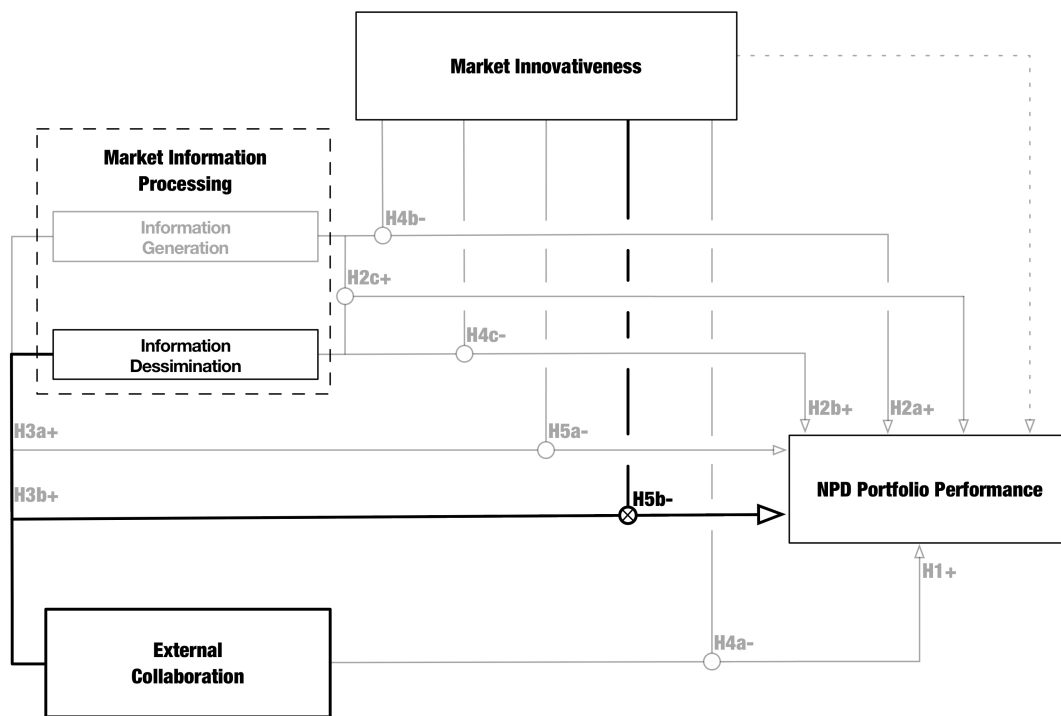 Market Innovativeness
Market Information
Processing
Information
Generation
H4b-
H2c+
Information
Dessimination
H4c-
H2b+
H2a+
H3a+
H5a-
H3b+
H5b-
NPD Portfolio Performance
H1+
External
Collaboration
H4a-